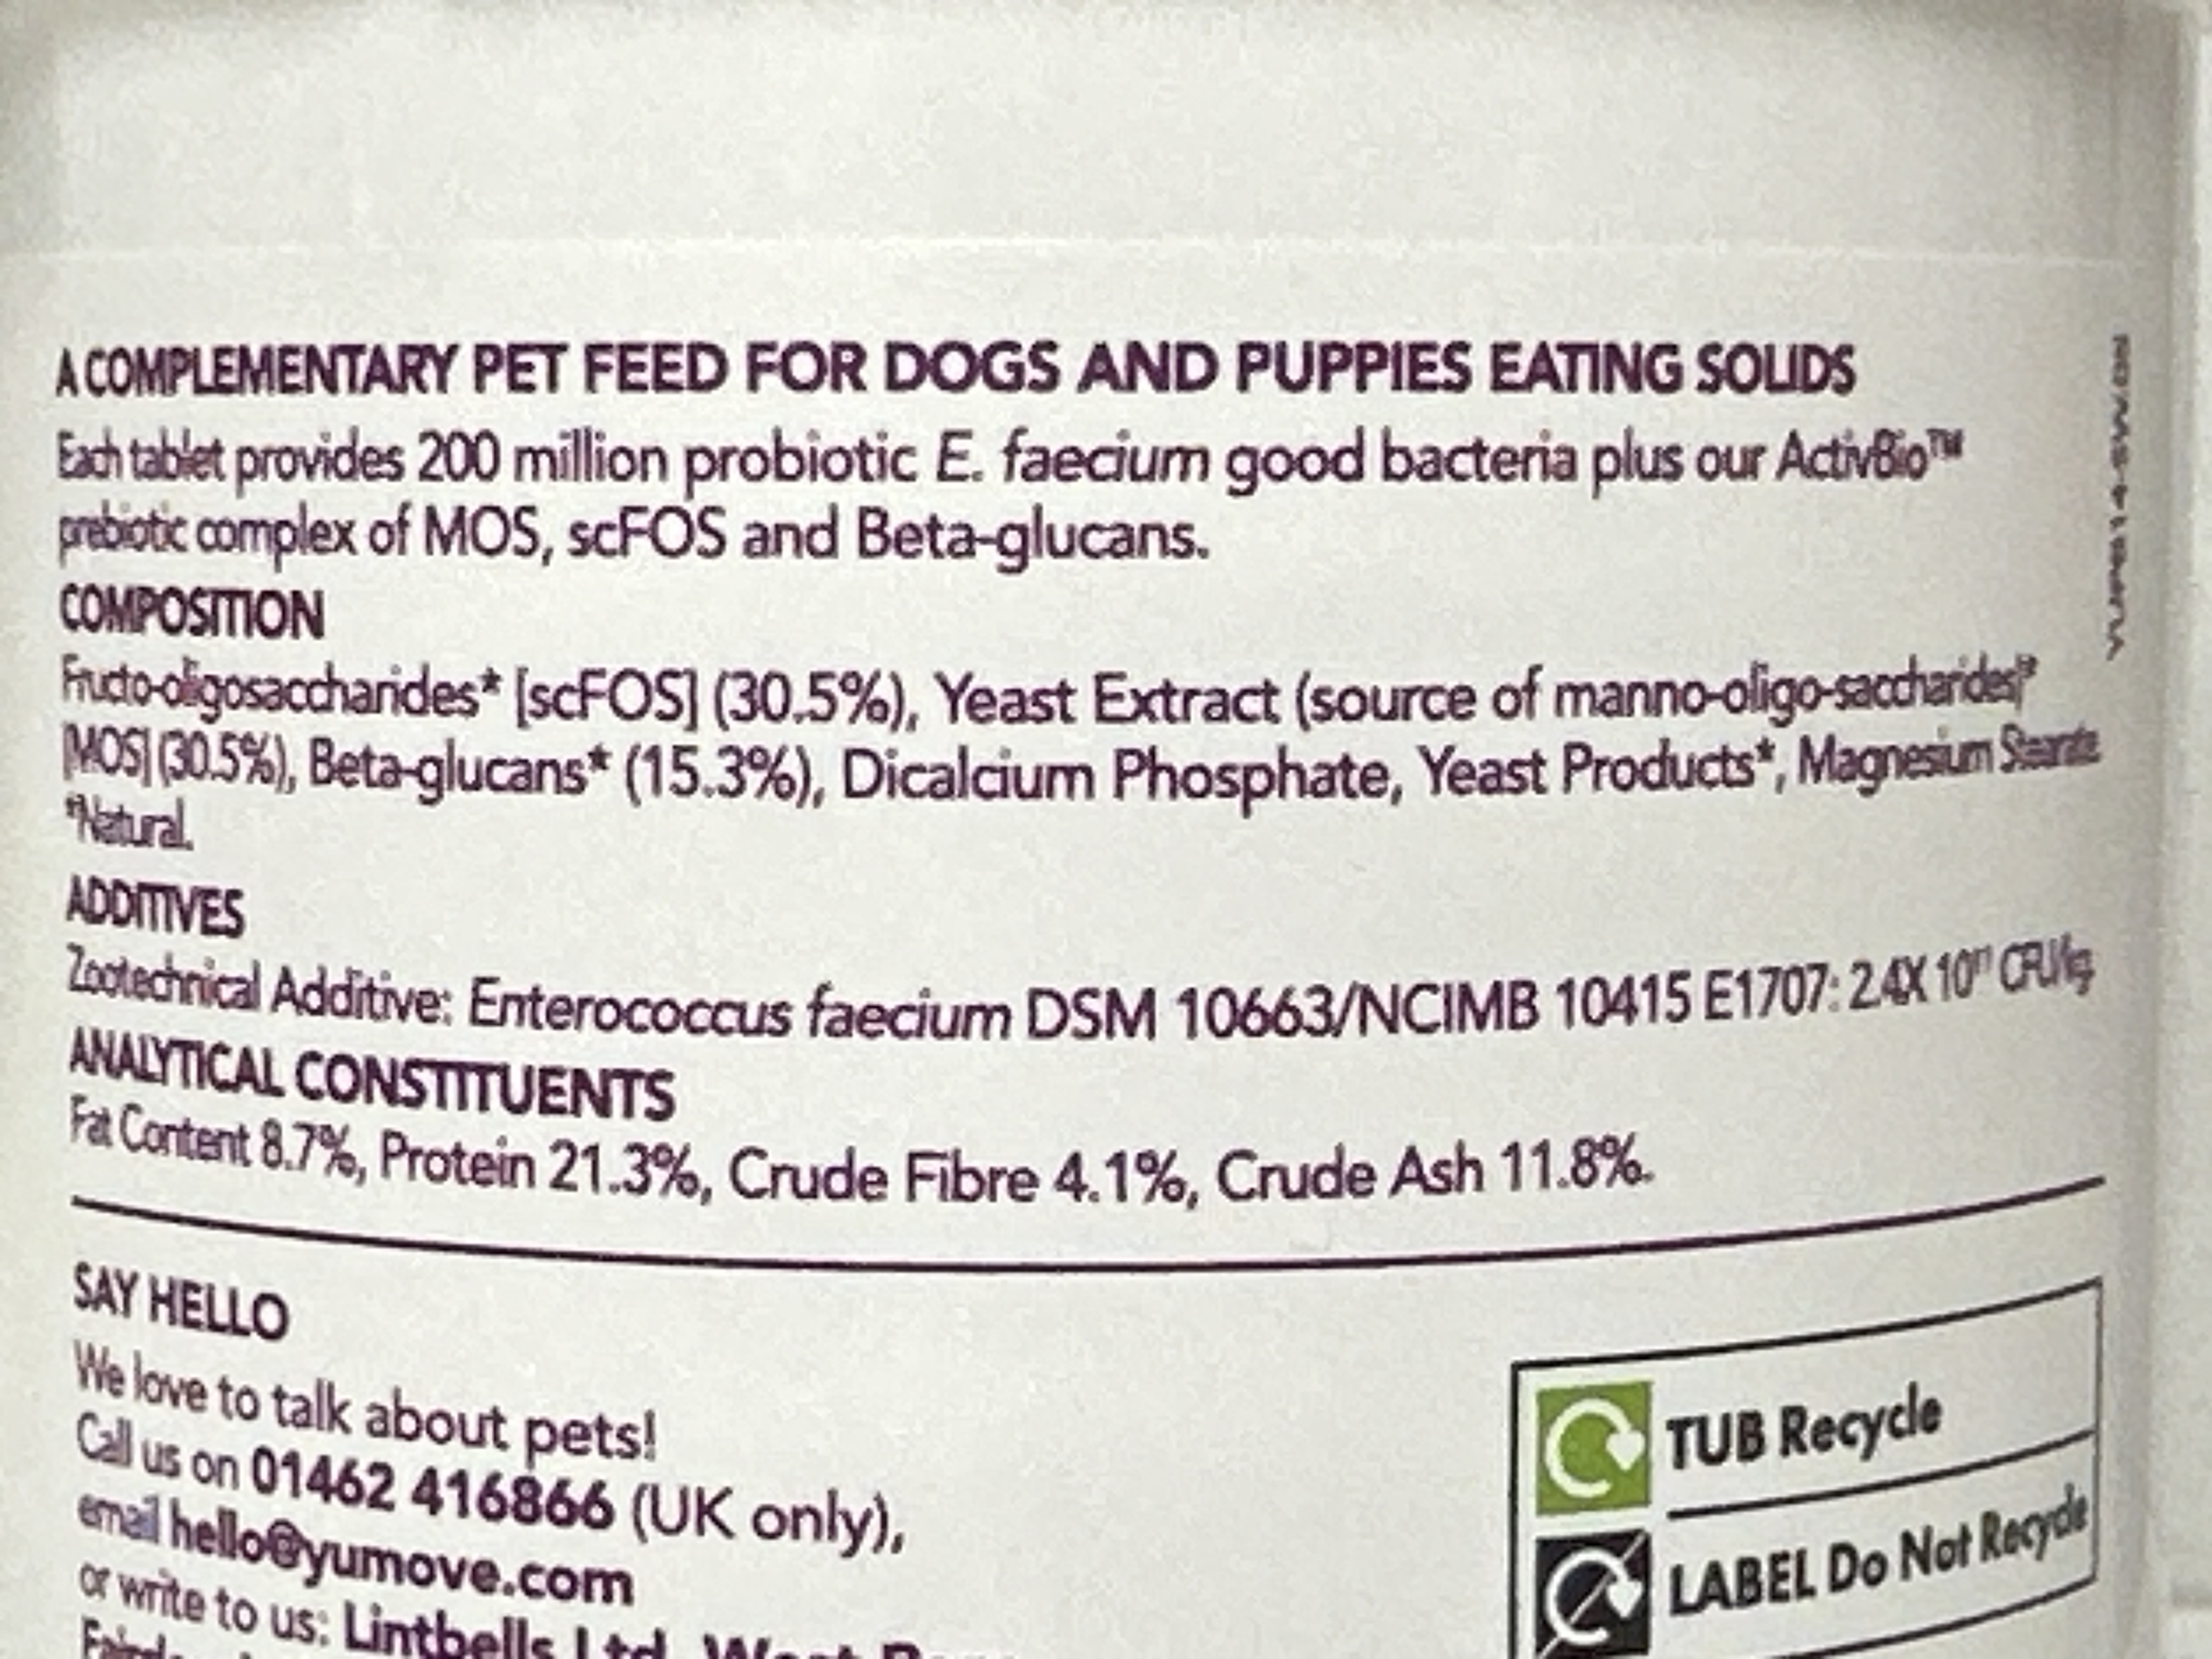 A COMPLEMENTARY PET FEED FOR DOGS AND PUPPIES EATING SOLIDS
Each tablet provides 200 million probiotic E. faecium good bacteria plus our ActivBio™
prebiotic complex of MOS, scFOS and Beta-glucans.
COMPOSITION
Fructo-oligosaccharides* [scFOS] (30.5%), Yeast Extract (source of manno-oligo-saccharides)*
[MOS] (30.5%), Beta-glucans* (15.3%), Dicalcium Phosphate, Yeast Products*, Magnesium Stearate
*Natural.
ADDITIVES
Zootechnical Additive: Enterococcus faecium DSM 10663/NCIMB 10415 E1707: 2.4X 10¹¹ CFU/kg
ANALYTICAL CONSTITUENTS
Fat Content 8.7%, Protein 21.3%, Crude Fibre 4.1%, Crude Ash 11.8%.
SAY HELLO
We love to talk about pets!
Call us on 01462 416866 (UK only),
email hello@yumove.com
or write to us: Lintbells Ltd, West
TUB Recycle
LABEL Do Not Recycle